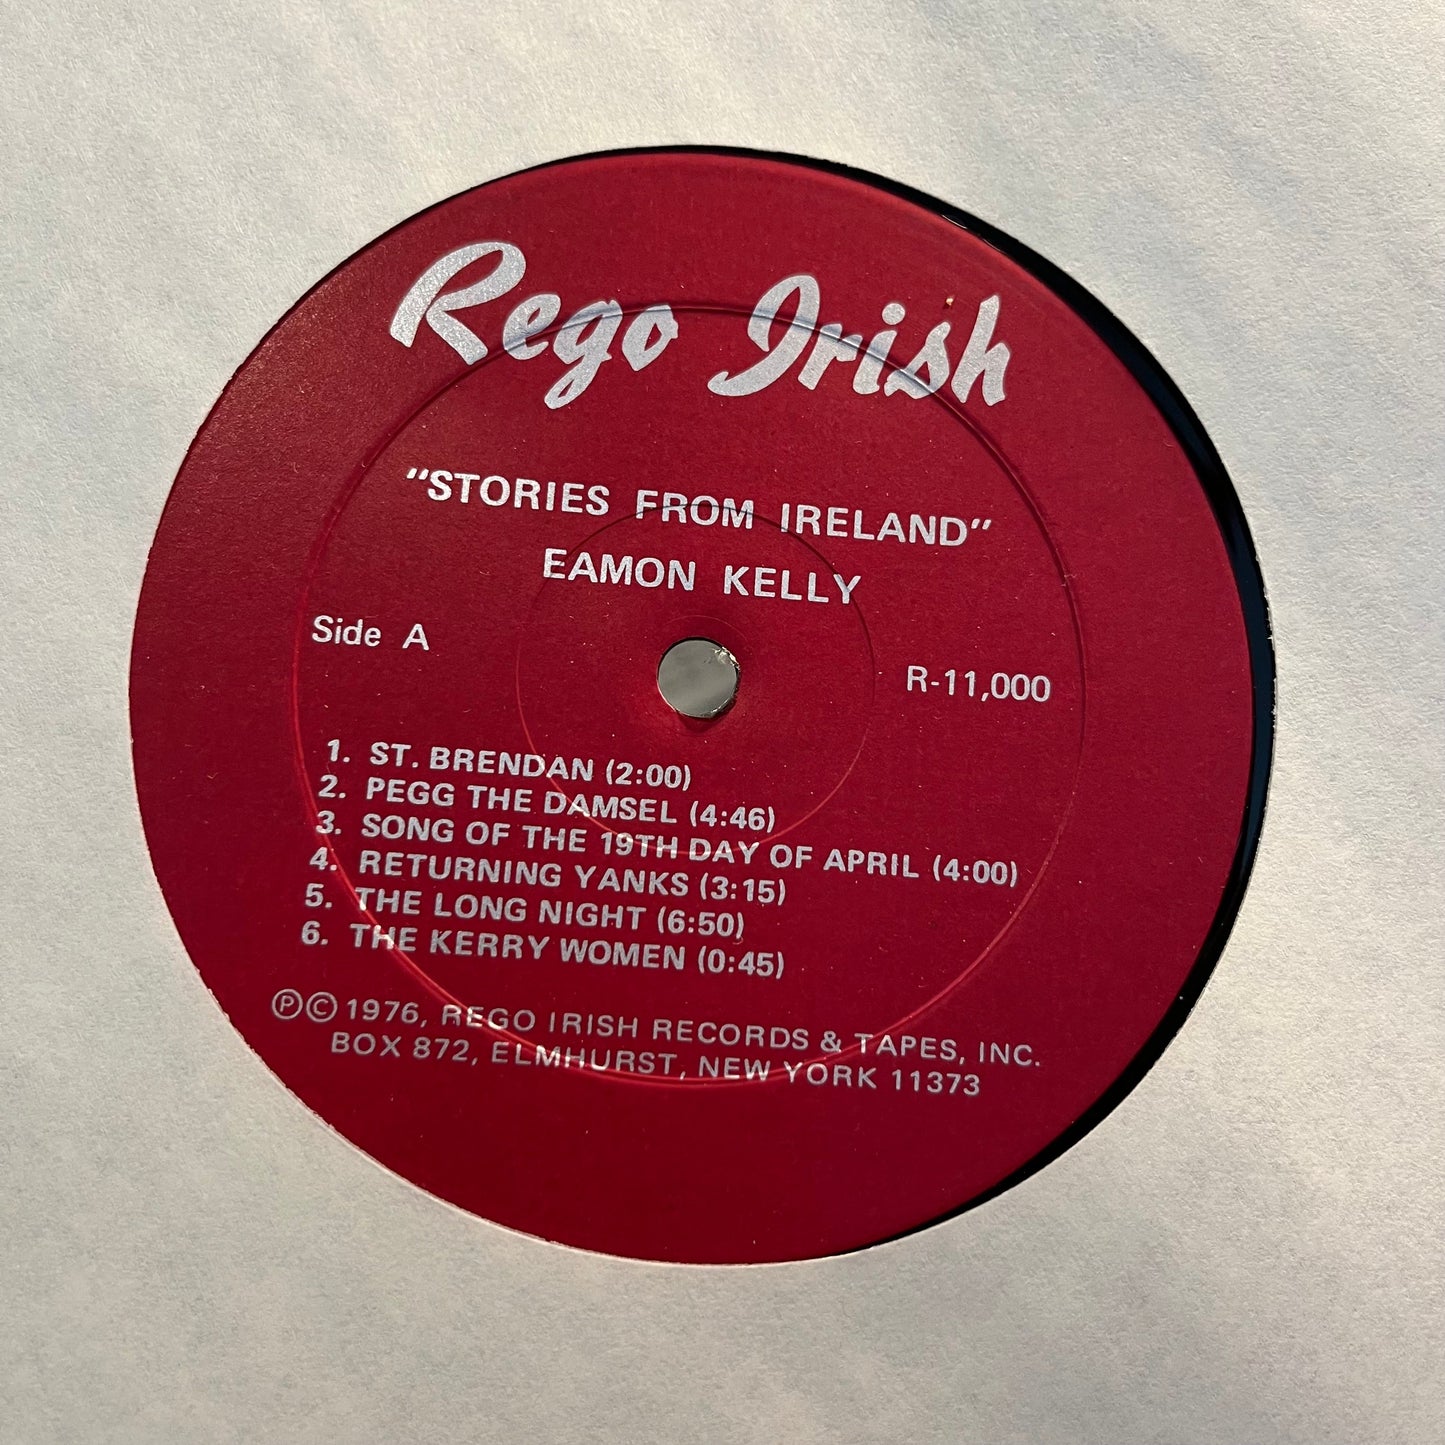 Rego Irish
"STORIES FROM IRELAND"
EAMON KELLY
Side A
R-11,000
1. ST. BRENDAN (2:00)
2. PEGG THE DAMSEL (4:46)
3. SONG OF THE 19TH DAY OF APRIL (4:00)
4. RETURNING YANKS (3:15)
5. THE LONG NIGHT (6:50)
6. THE KERRY WOMEN (0:45)
ⓅⒸ 1976, REGO IRISH RECORDS & TAPES, INC.
BOX 872, ELMHURST, NEW YORK 11373